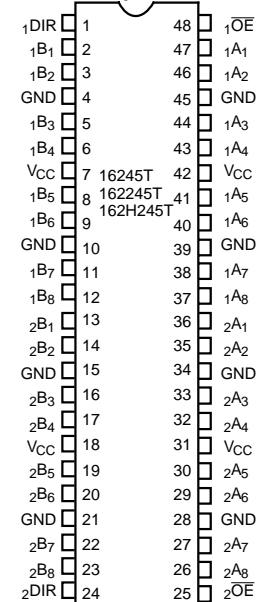 1DIR 1 48 1O̅E̅
1B1 2 47 1A1
1B2 3 46 1A2
GND 4 45 GND
1B3 5 44 1A3
1B4 6 43 1A4
VCC 7 16245T 42 VCC
1B5 8 162245T 41 1A5
1B6 9 162H245T 40 1A6
GND 10 39 GND
1B7 11 38 1A7
1B8 12 37 1A8
2B1 13 36 2A1
2B2 14 35 2A2
GND 15 34 GND
2B3 16 33 2A3
2B4 17 32 2A4
VCC 18 31 VCC
2B5 19 30 2A5
2B6 20 29 2A6
GND 21 28 GND
2B7 22 27 2A7
2B8 23 26 2A8
2DIR 24 25 2O̅E̅